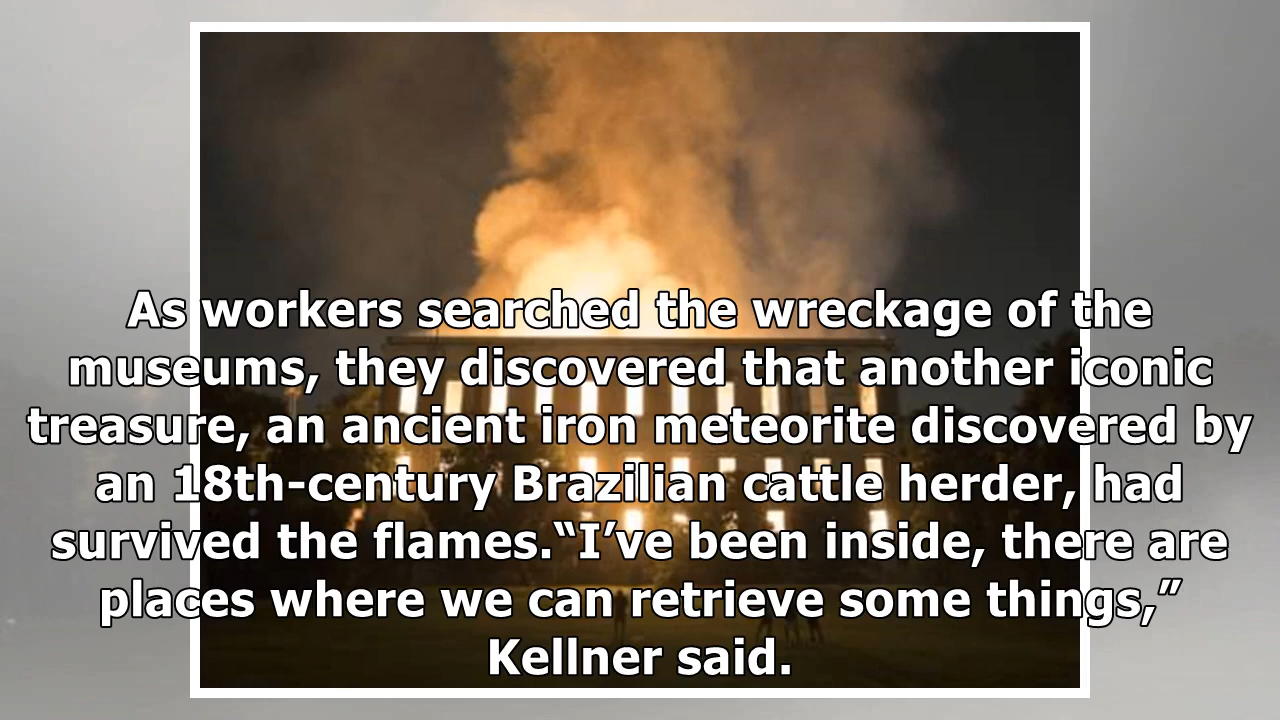 As workers searched the wreckage of the
museums, they discovered that another iconic
treasure, an ancient iron meteorite discovered by
an 18th-century Brazilian cattle herder, had
survived the flames.“I’ve been inside, there are
places where we can retrieve some things,”
Kellner said.